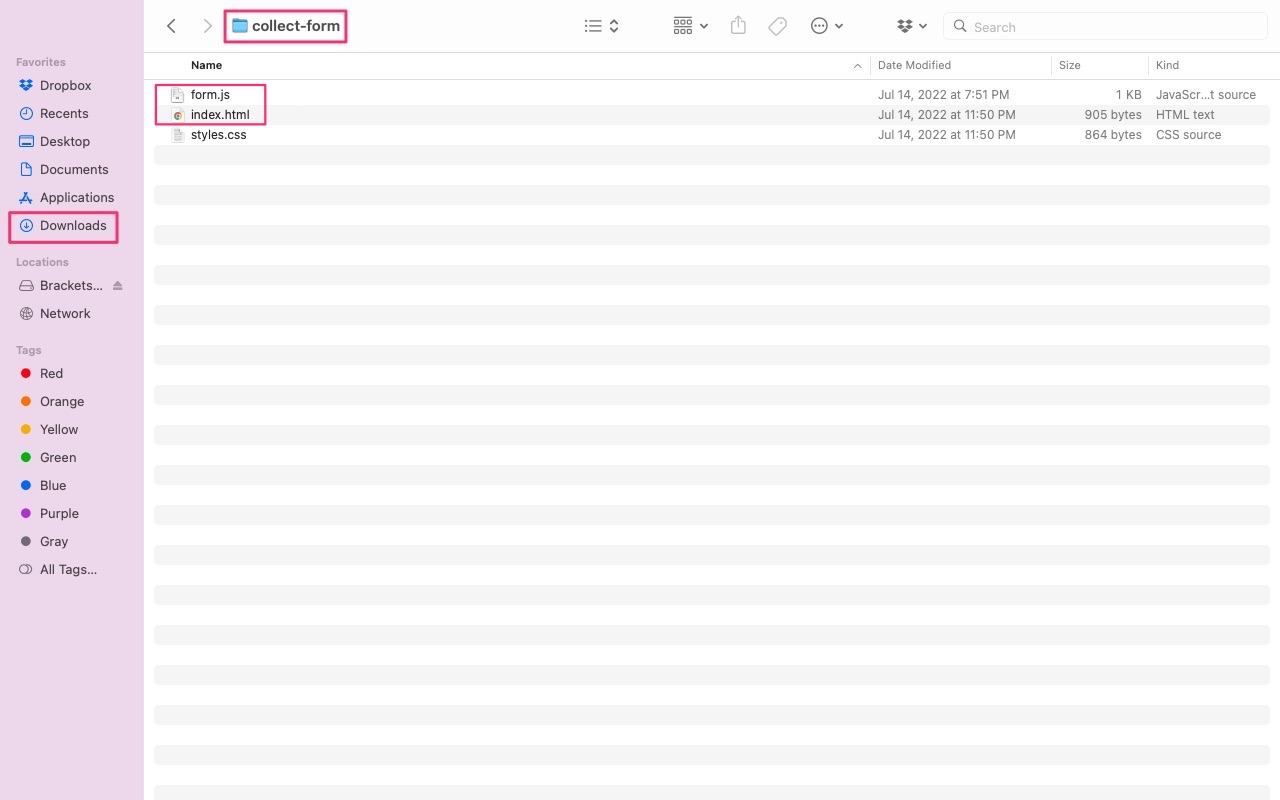 collect-form
Search
Favorites
Dropbox
Recents
Desktop
Documents
Applications
Downloads
Locations
Brackets...
Network
Tags
Red
Orange
Yellow
Green
Blue
Purple
Gray
All Tags...
Name Date Modified Size Kind
form.js Jul 14, 2022 at 7:51 PM 1 KB JavaScr...t source
index.html Jul 14, 2022 at 11:50 PM 905 bytes HTML text
styles.css Jul 14, 2022 at 11:50 PM 864 bytes CSS source